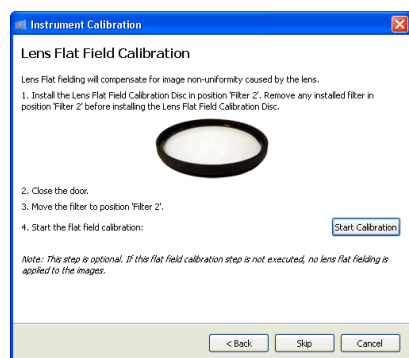 Instrument Calibration
Lens Flat Field Calibration
Lens Flat fielding will compensate for image non-uniformity caused by the lens.
1. Install the Lens Flat Field Calibration Disc in position 'Filter 2'. Remove any installed filter in
position 'Filter 2' before installing the Lens Flat Field Calibration Disc.
2. Close the door.
3. Move the filter to position 'Filter 2'.
4. Start the flat field calibration:
Start Calibration
Note: This step is optional. If this flat field calibration step is not executed, no lens flat fielding is
applied to the images.
< Back
Skip
Cancel